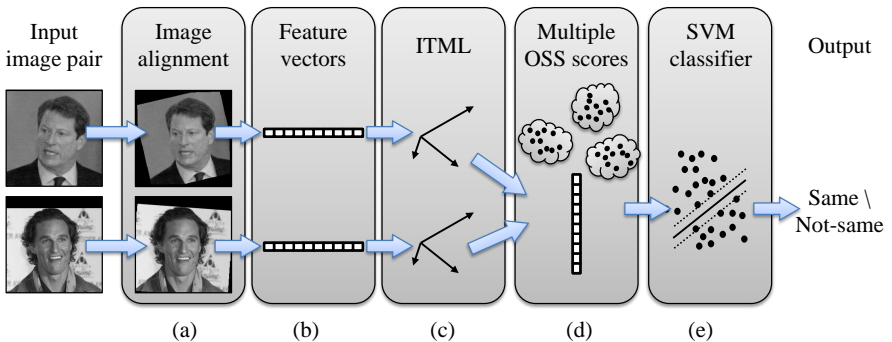 Input
image pair
Image
alignment
Feature
vectors
ITML
Multiple
OSS scores
SVM
classifier
Output
Same \
Not-same
(a)
(b)
(c)
(d)
(e)